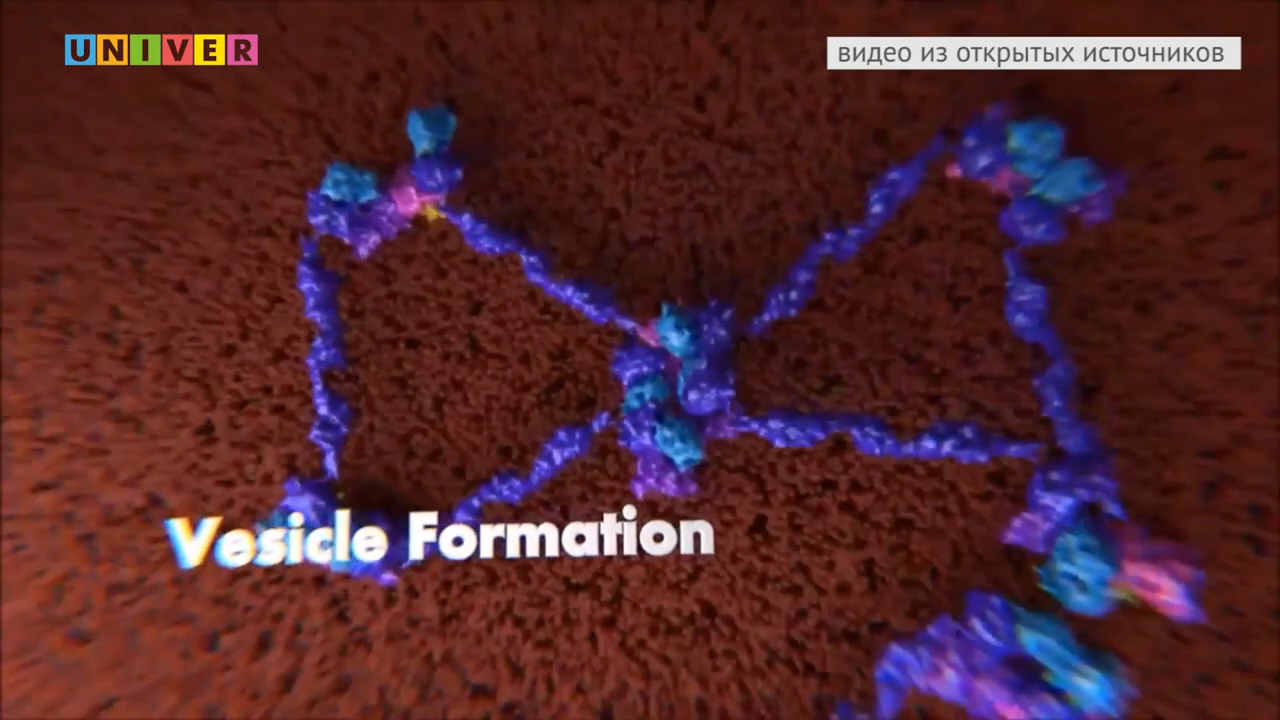 UNIVER
видео из открытых источников
Vesicle Formation